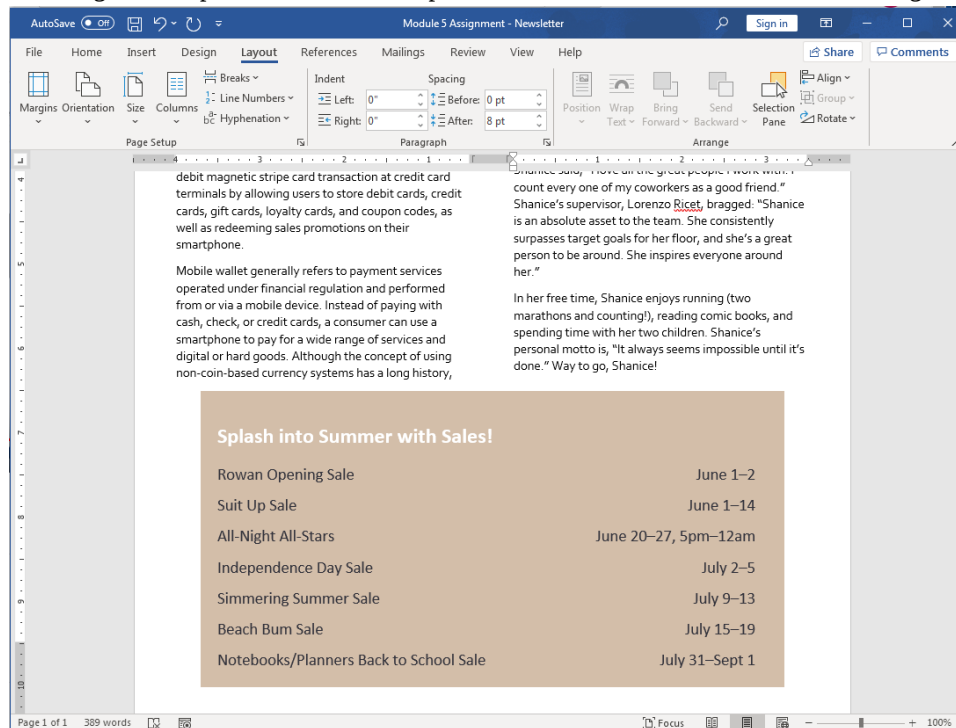 AutoSave Off Module 5 Assignment - Newsletter Sign in
File Home Insert Design Layout References Mailings Review View Help Share Comments
Margins Orientation Size Columns
Breaks
Line Numbers
Hyphenation
Page Setup
Indent
Left: 0"
Right: 0"
Spacing
Before: 0 pt
After: 8 pt
Paragraph
Position Wrap Text Bring Forward Send Backward Selection Pane
Align
Group
Rotate
Arrange
debit magnetic stripe card transaction at credit card
terminals by allowing users to store debit cards, credit
cards, gift cards, loyalty cards, and coupon codes, as
well as redeeming sales promotions on their
smartphone.
Mobile wallet generally refers to payment services
operated under financial regulation and performed
from or via a mobile device. Instead of paying with
cash, check, or credit cards, a consumer can use a
smartphone to pay for a wide range of services and
digital or hard goods. Although the concept of using
non-coin-based currency systems has a long history,
Shanice said, "I love all the great people I work with. I
count every one of my coworkers as a good friend."
Shanice's supervisor, Lorenzo Ricet, bragged: "Shanice
is an absolute asset to the team. She consistently
surpasses target goals for her floor, and she's a great
person to be around. She inspires everyone around
her."
In her free time, Shanice enjoys running (two
marathons and counting!), reading comic books, and
spending time with her two children. Shanice's
personal motto is, "It always seems impossible until it's
done." Way to go, Shanice!
Splash into Summer with Sales!
Rowan Opening Sale June 1–2
Suit Up Sale June 1–14
All-Night All-Stars June 20–27, 5pm–12am
Independence Day Sale July 2–5
Simmering Summer Sale July 9–13
Beach Bum Sale July 15–19
Notebooks/Planners Back to School Sale July 31–Sept 1
Page 1 of 1 389 words Focus 100%